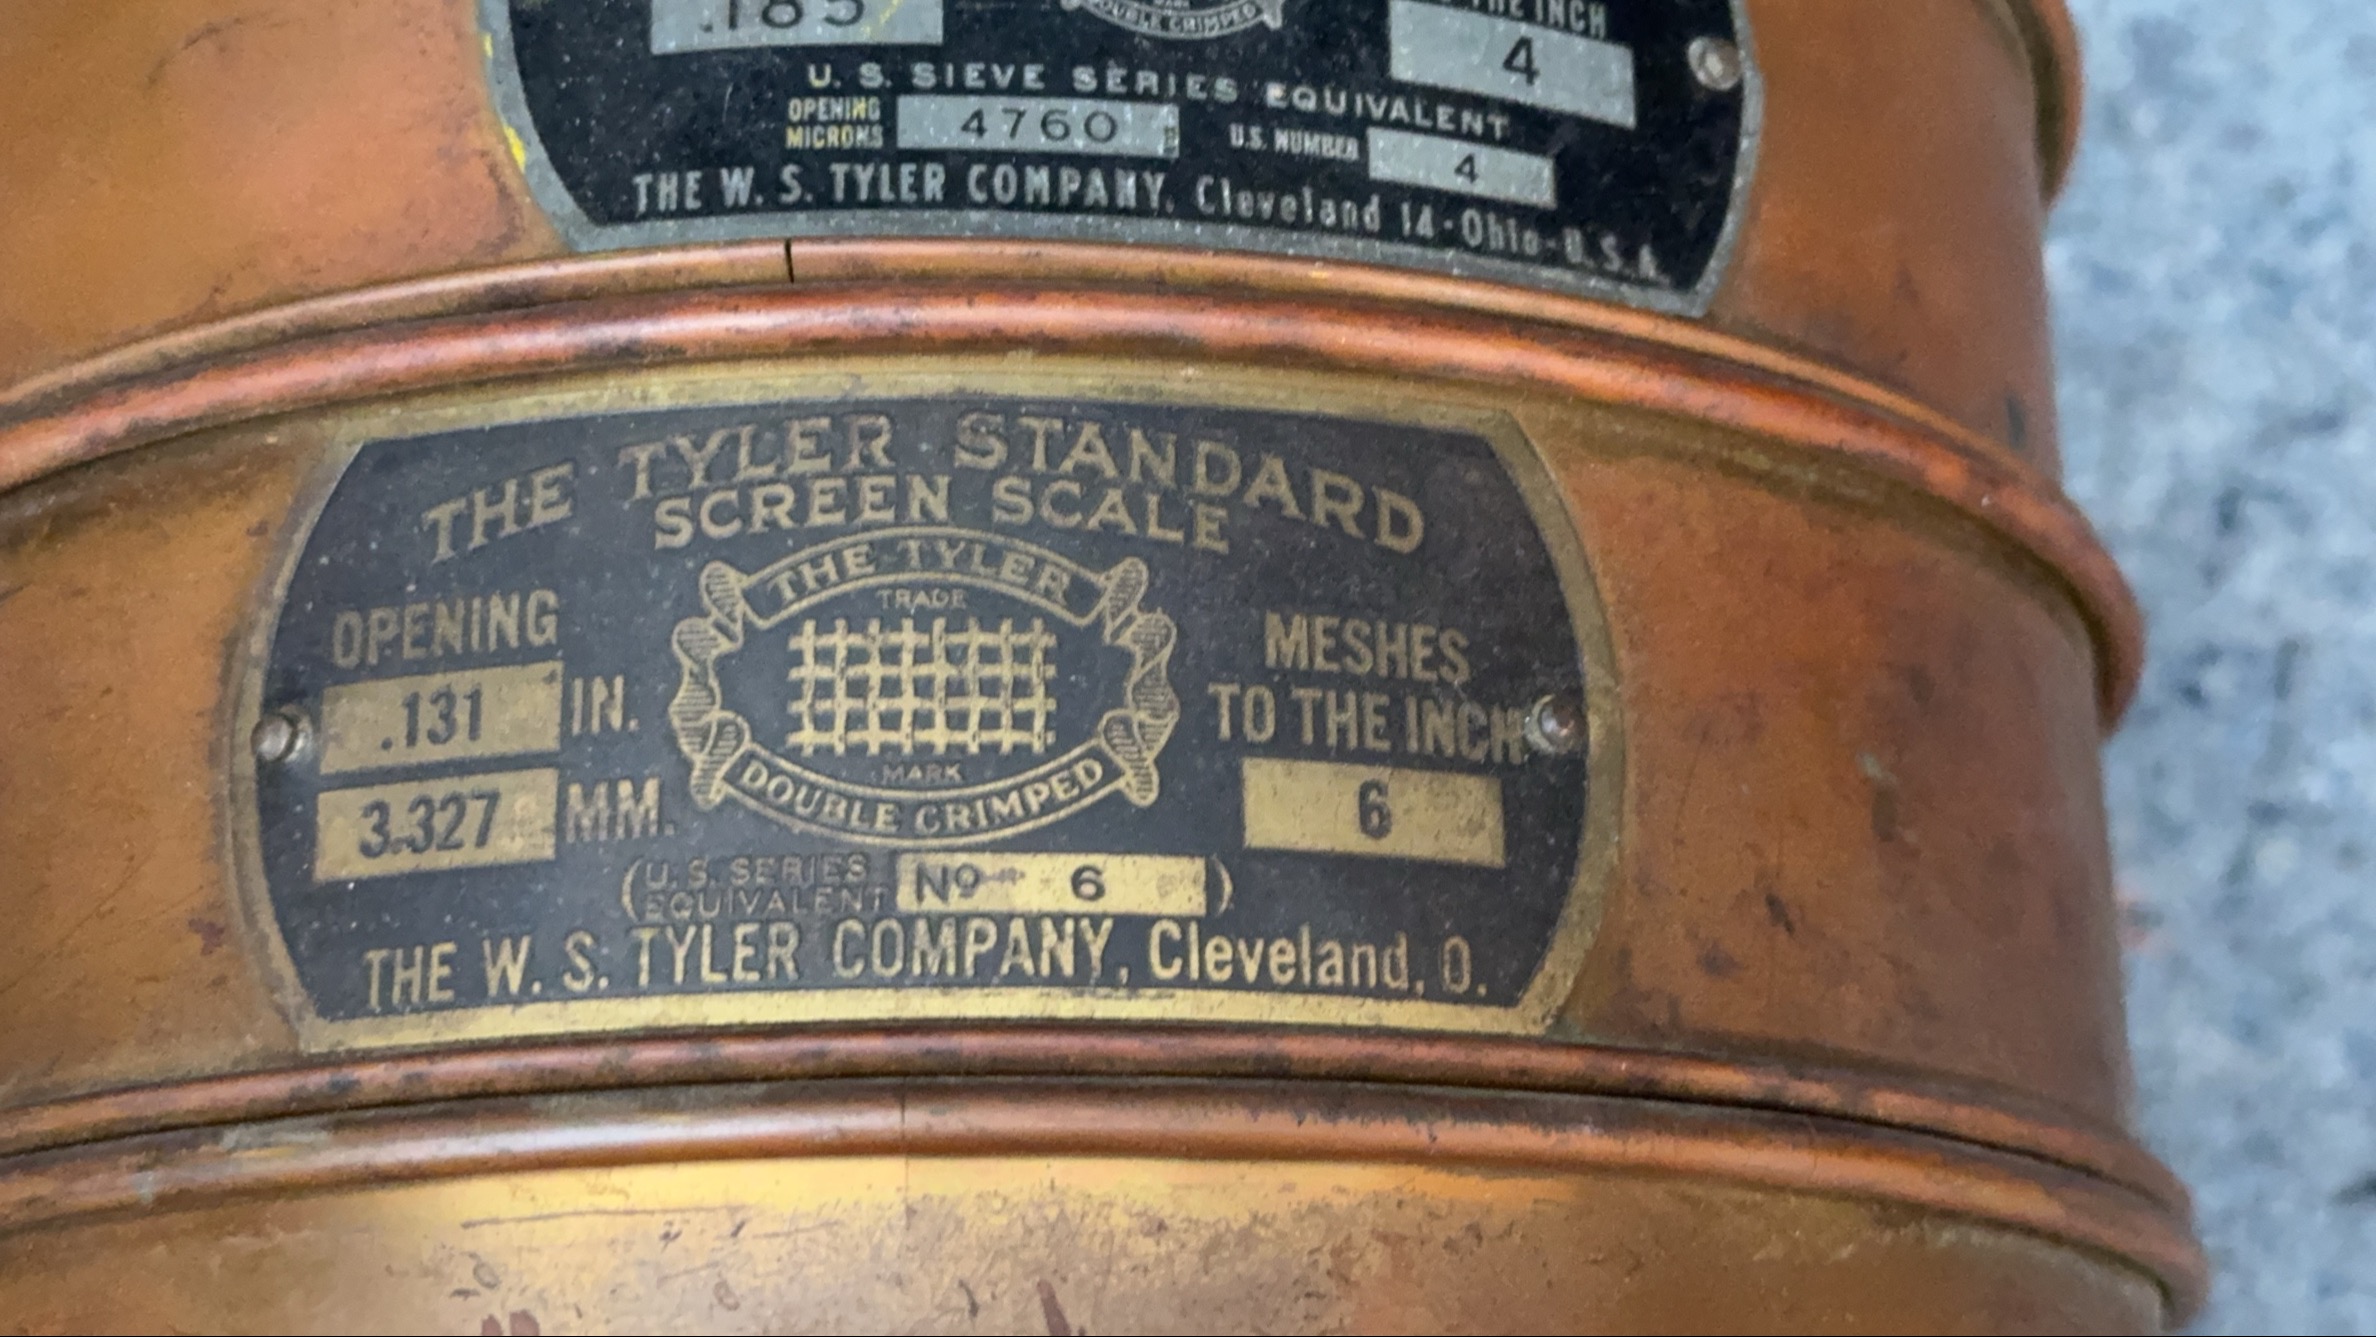 .185
DOUBLE CRIMPED
THE INCH
4
U. S. SIEVE SERIES EQUIVALENT
OPENING
MICRONS
4760
U.S. NUMBER
4
THE W. S. TYLER COMPANY, Cleveland 14-Ohio-U.S.A.
THE TYLER STANDARD
SCREEN SCALE
THE TYLER
TRADE
MARK
DOUBLE CRIMPED
OPENING
.131 IN.
3.327 MM.
MESHES
TO THE INCH
6
(U.S. SERIES
EQUIVALENT
No 6)
THE W. S. TYLER COMPANY, Cleveland, O.